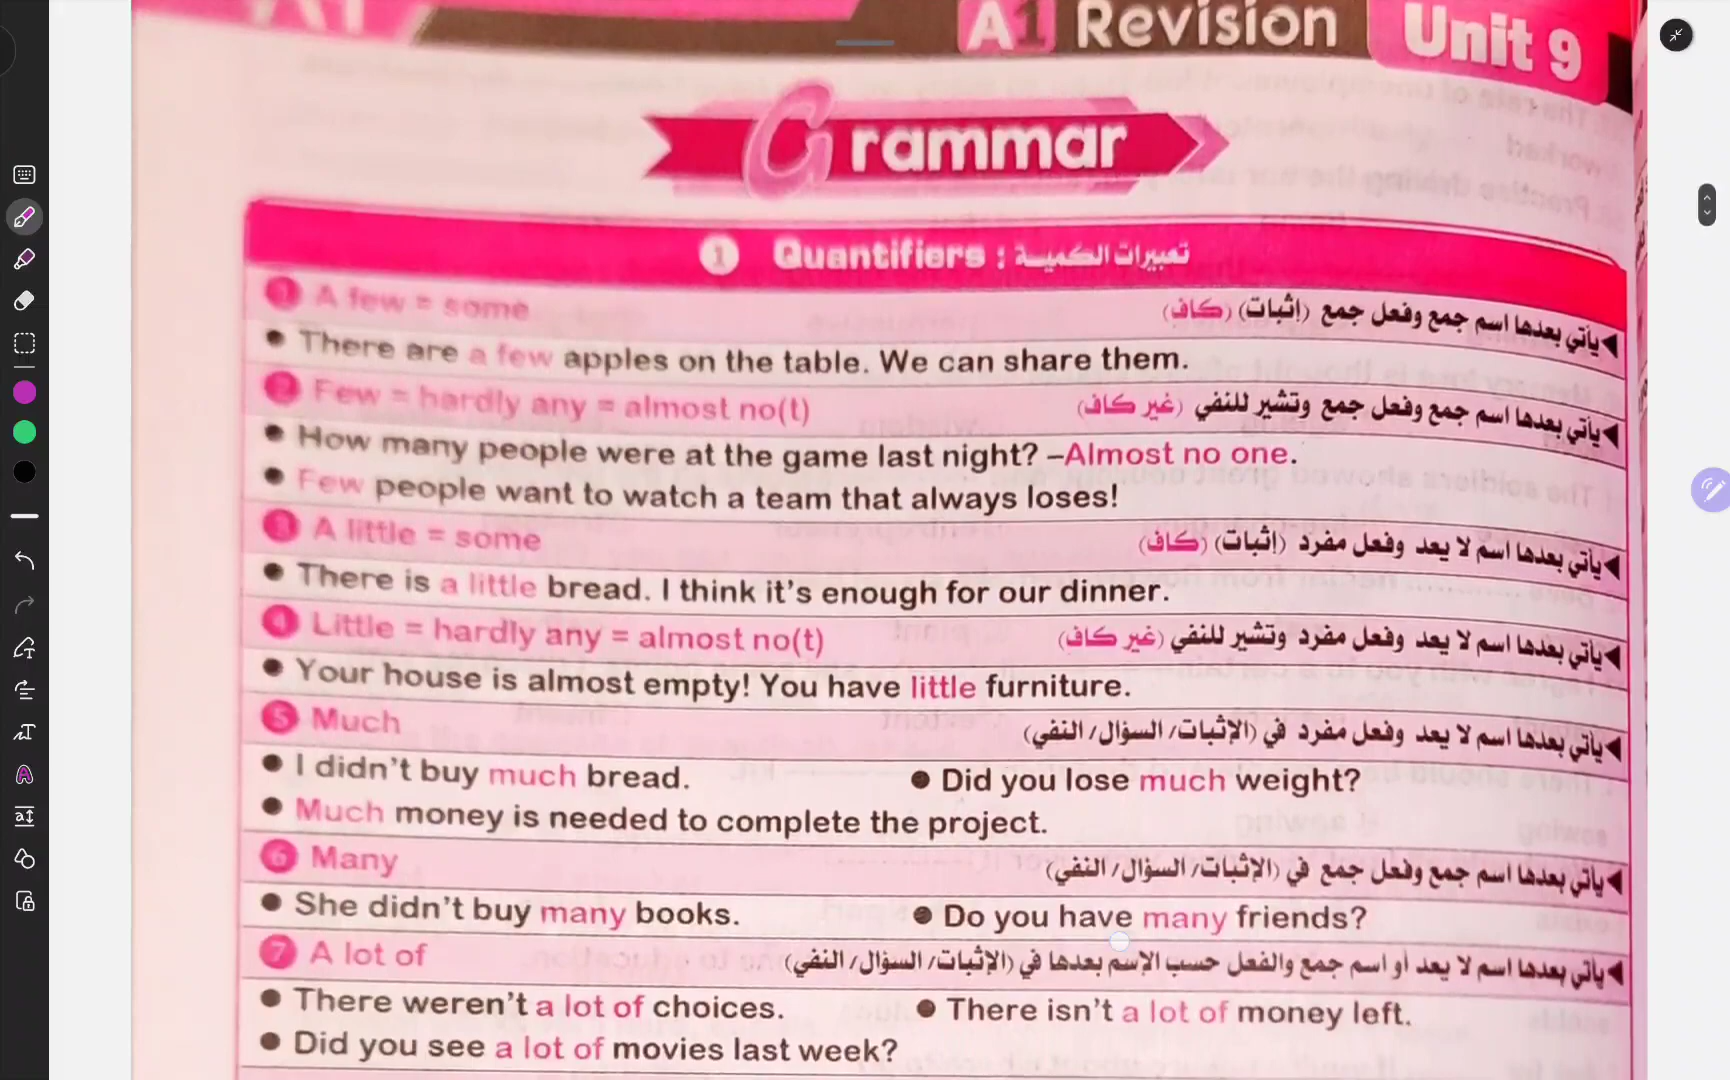 A1 Revision Unit 9
Grammar
1 Quantifiers : تعبيرات الكمية
1 A few = some ◀ يأتي بعدها اسم جمع وفعل جمع (إثبات) (كاف)
● There are a few apples on the table. We can share them.
2 Few = hardly any = almost no(t) ◀ يأتي بعدها اسم جمع وفعل جمع وتشير للنفي (غير كاف)
● How many people were at the game last night? –Almost no one.
● Few people want to watch a team that always loses!
3 A little = some ◀ يأتي بعدها اسم لا يعد وفعل مفرد (إثبات) (كاف)
● There is a little bread. I think it's enough for our dinner.
4 Little = hardly any = almost no(t) ◀ يأتي بعدها اسم لا يعد وفعل مفرد وتشير للنفي (غير كاف)
● Your house is almost empty! You have little furniture.
5 Much ◀ يأتي بعدها اسم لا يعد وفعل مفرد في (الإثبات/ السؤال/ النفي)
● I didn't buy much bread. ● Did you lose much weight?
● Much money is needed to complete the project.
6 Many ◀ يأتي بعدها اسم جمع وفعل جمع في (الإثبات/ السؤال/ النفي)
● She didn't buy many books. ● Do you have many friends?
7 A lot of ◀ يأتي بعدها اسم لا يعد أو اسم جمع والفعل حسب الإسم بعدها في (الإثبات/ السؤال/ النفي)
● There weren't a lot of choices. ● There isn't a lot of money left.
● Did you see a lot of movies last week?